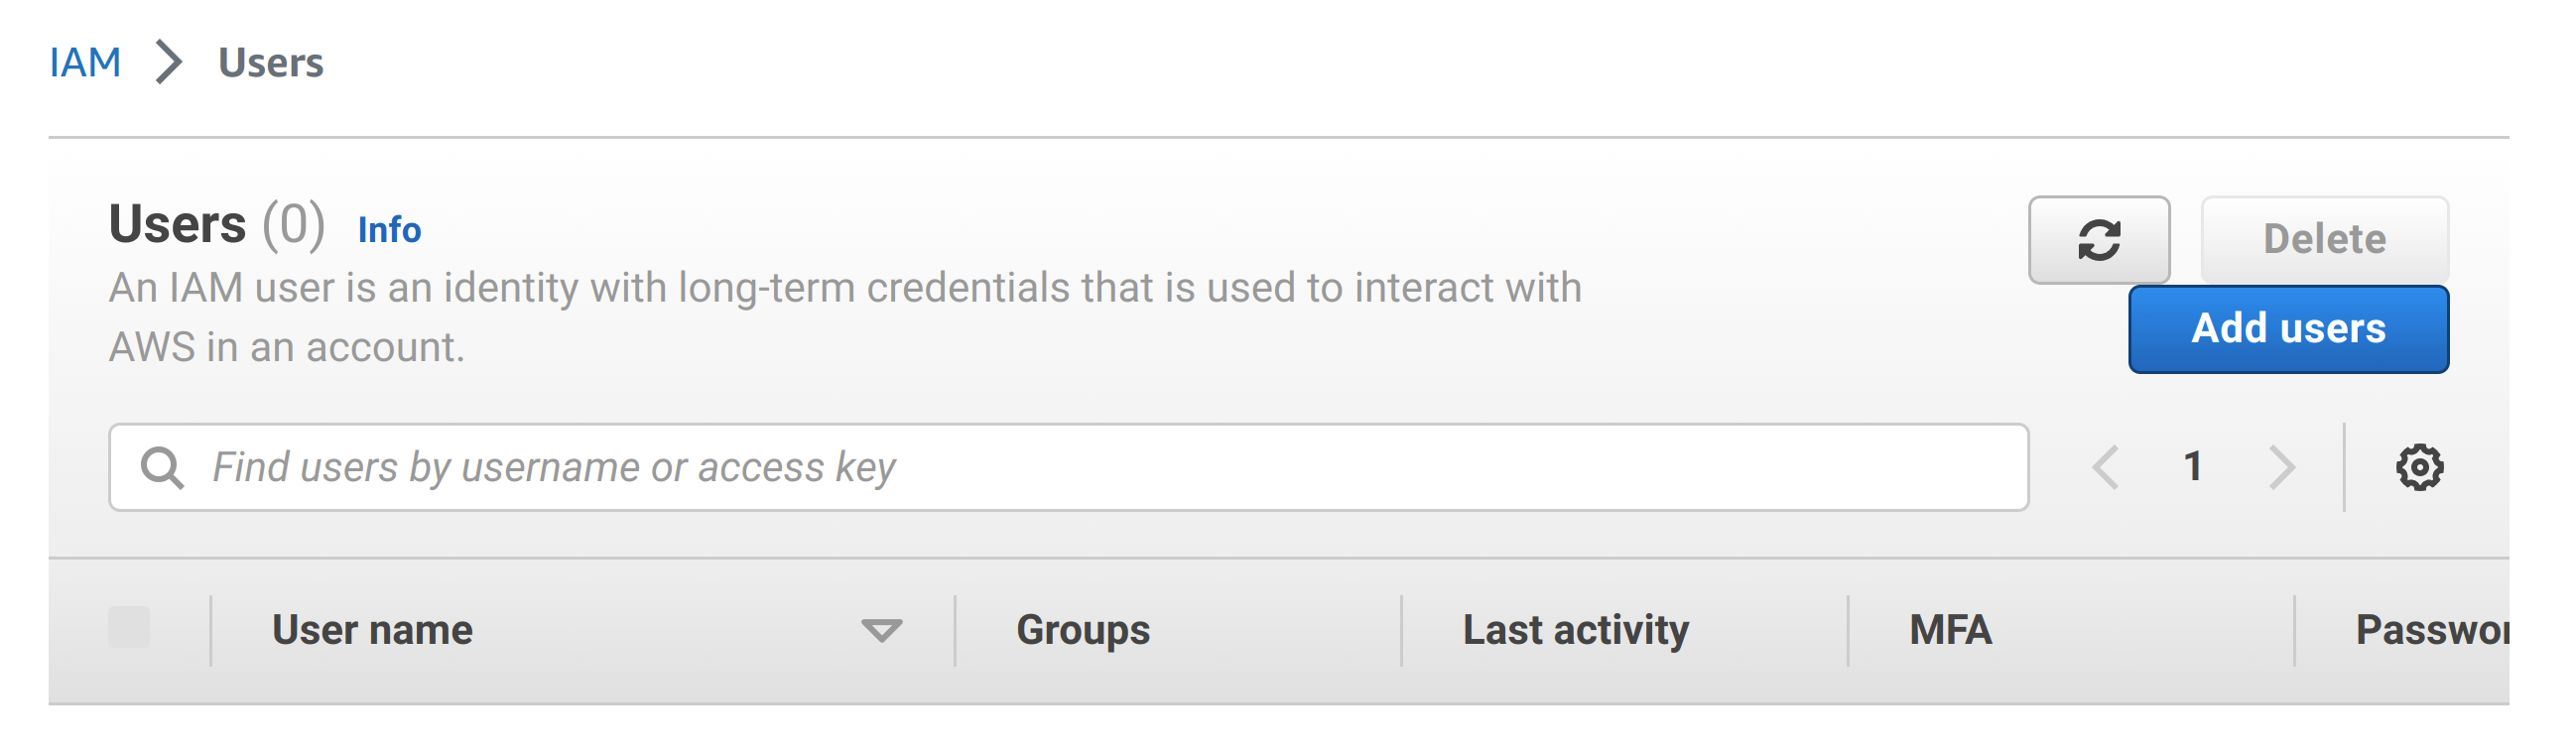 IAM > Users
Users (0) Info
An IAM user is an identity with long-term credentials that is used to interact with
AWS in an account.
Delete
Add users
Find users by username or access key
1
User name Groups Last activity MFA Passwor